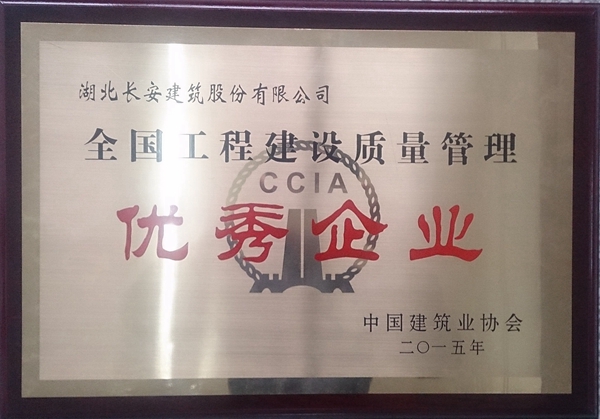 湖北长安建筑股份有限公司
全国工程建设质量管理
CCIA
优秀企业
中国建筑业协会
二〇一五年